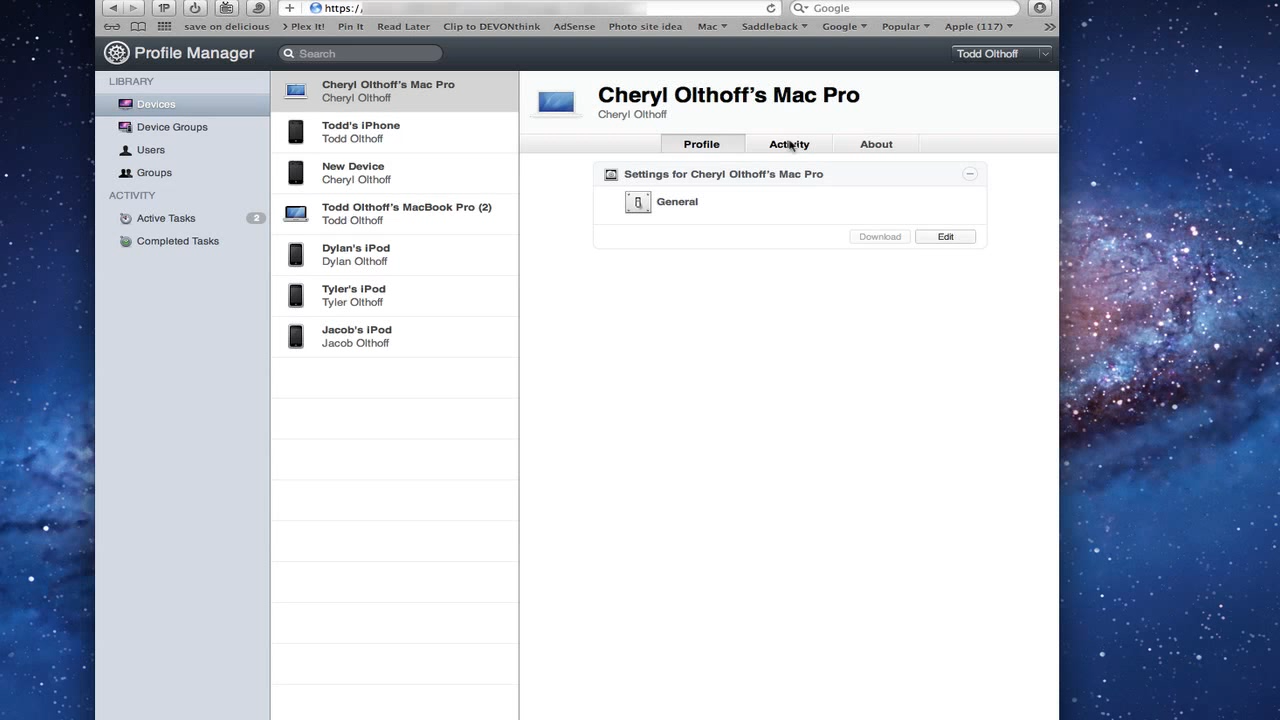 1P https:// Google
save on delicious > Plex It! Pin It Read Later Clip to DEVONthink AdSense Photo site idea Mac Saddleback Google Popular Apple (117)
Profile Manager Search Todd Olthoff
LIBRARY
Devices
Device Groups
Users
Groups
ACTIVITY
Active Tasks 2
Completed Tasks
Cheryl Olthoff's Mac Pro
Cheryl Olthoff
Todd's iPhone
Todd Olthoff
New Device
Cheryl Olthoff
Todd Olthoff's MacBook Pro (2)
Todd Olthoff
Dylan's iPod
Dylan Olthoff
Tyler's iPod
Tyler Olthoff
Jacob's iPod
Jacob Olthoff
Cheryl Olthoff's Mac Pro
Cheryl Olthoff
Profile Activity About
Settings for Cheryl Olthoff's Mac Pro
General
Download Edit